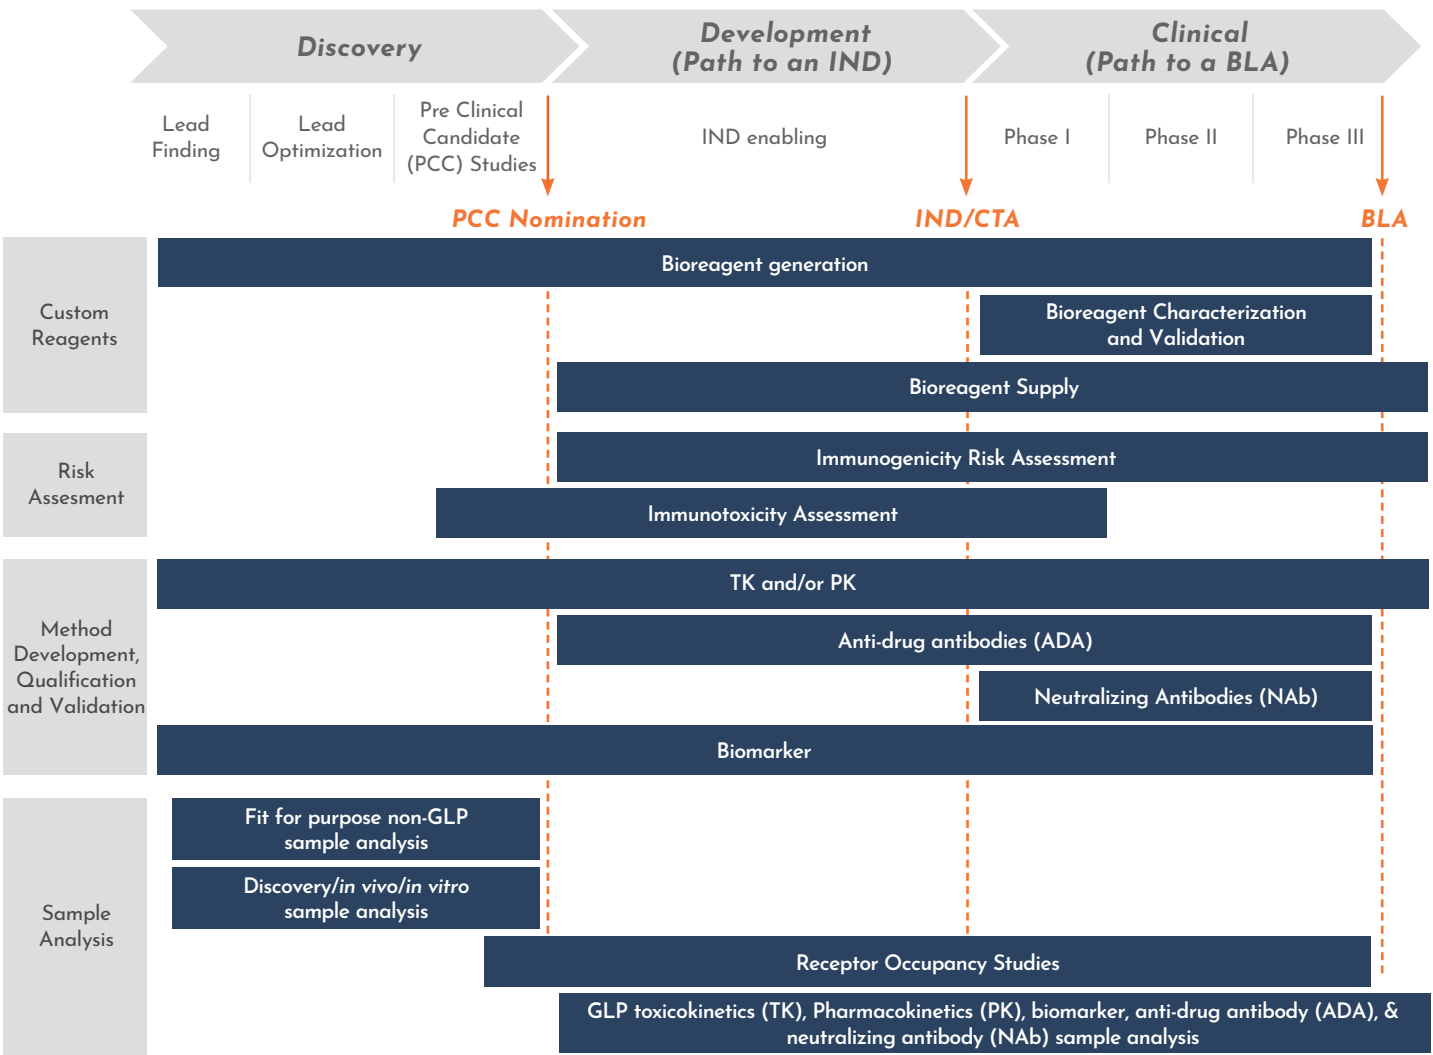 Discovery
Development
(Path to an IND)
Clinical
(Path to a BLA)
Lead
Finding
Lead
Optimization
Pre Clinical
Candidate
(PCC) Studies
IND enabling
Phase I
Phase II
Phase III
PCC Nomination
IND/CTA
BLA
Custom
Reagents
Bioreagent generation
Bioreagent Characterization
and Validation
Bioreagent Supply
Risk
Assesment
Immunogenicity Risk Assessment
Immunotoxicity Assessment
Method
Development,
Qualification
and Validation
TK and/or PK
Anti-drug antibodies (ADA)
Neutralizing Antibodies (NAb)
Biomarker
Sample
Analysis
Fit for purpose non-GLP
sample analysis
Discovery/in vivo/in vitro
sample analysis
Receptor Occupancy Studies
GLP toxicokinetics (TK), Pharmacokinetics (PK), biomarker, anti-drug antibody (ADA), &
neutralizing antibody (NAb) sample analysis